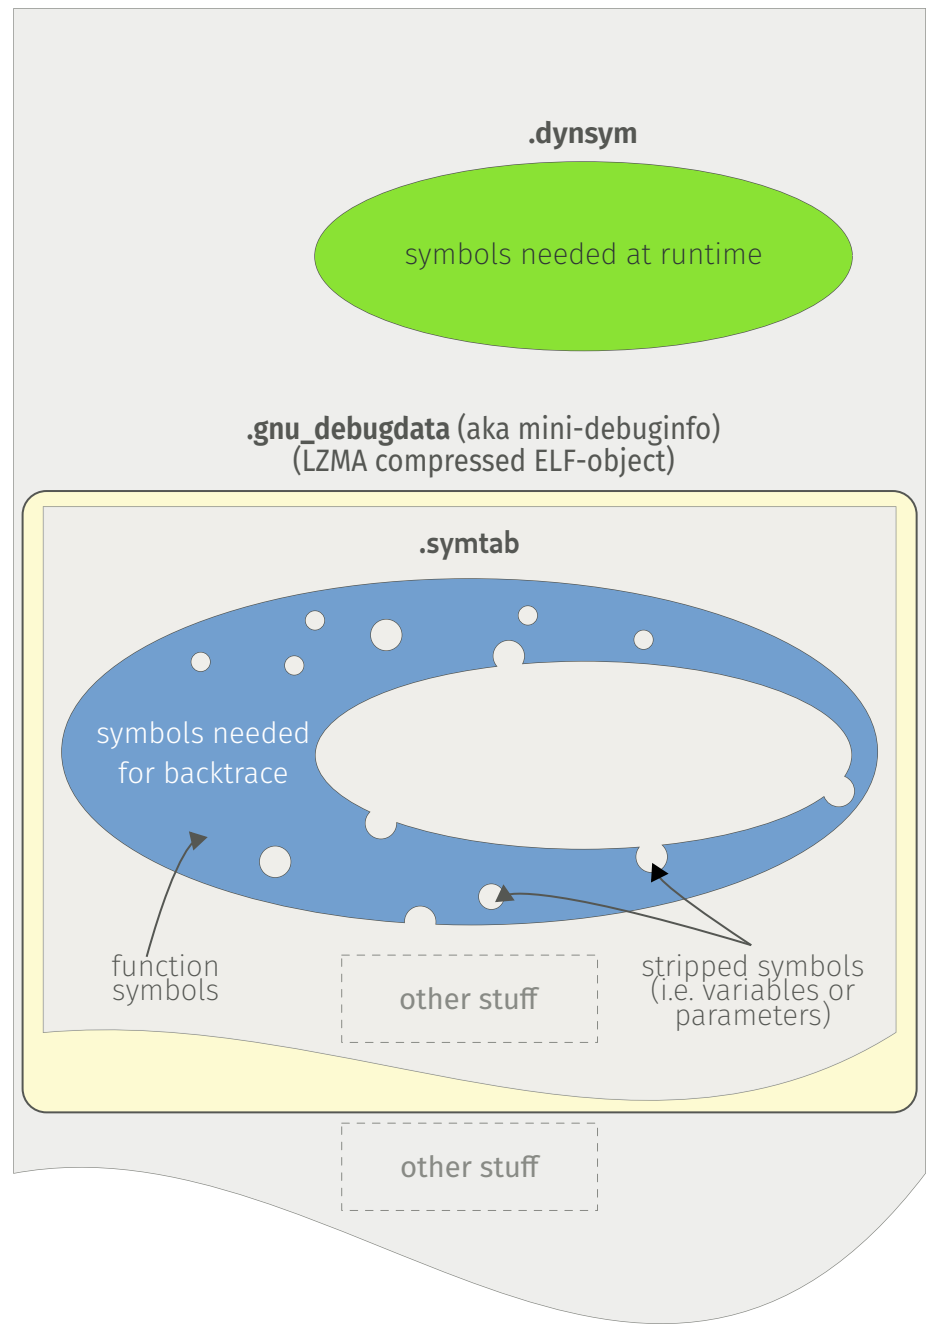 .dynsym
symbols needed at runtime
.gnu_debugdata (aka mini-debuginfo)
(LZMA compressed ELF-object)
.symtab
symbols needed
for backtrace
function
symbols
stripped symbols
(i.e. variables or
parameters)
other stuff
other stuff